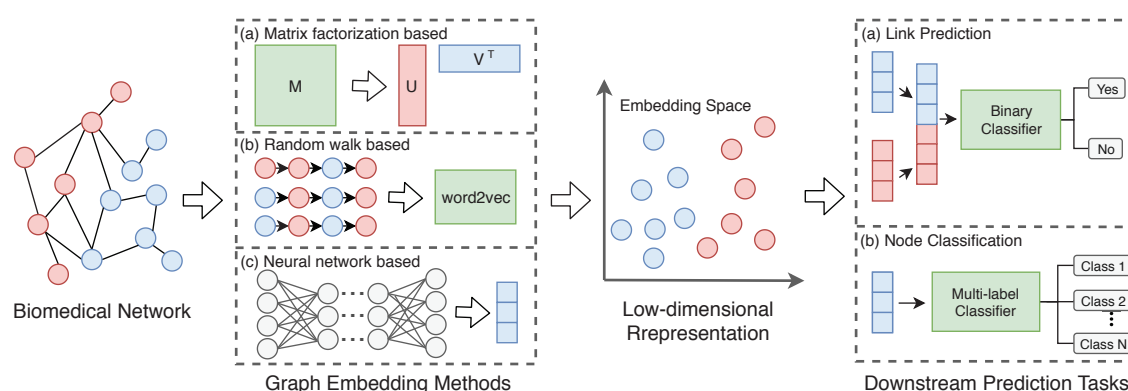 Biomedical Network
(a) Matrix factorization based
M
U
V T
(b) Random walk based
word2vec
(c) Neural network based
Graph Embedding Methods
Embedding Space
Low-dimensional
Rrepresentation
(a) Link Prediction
Binary
Classifier
Yes
No
(b) Node Classification
Multi-label
Classifier
Class 1
Class 2
Class N
Downstream Prediction Tasks